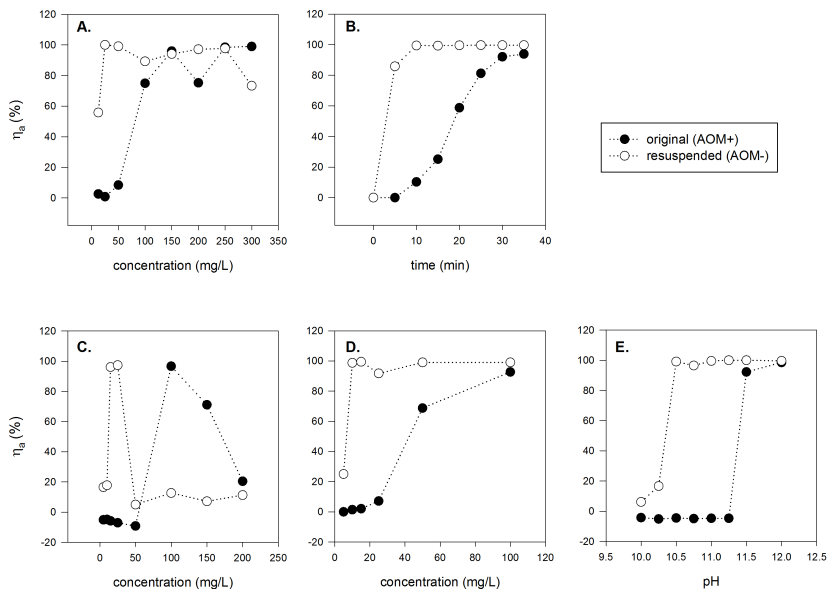 A.
120
100
80
60
40
20
0
ηa (%)
0 50 100 150 200 250 300 350
concentration (mg/L)
B.
120
100
80
60
40
20
0
0 10 20 30 40
time (min)
original (AOM+)
resuspended (AOM-)
C.
120
100
80
60
40
20
0
-20
ηa (%)
0 50 100 150 200 250
concentration (mg/L)
D.
120
100
80
60
40
20
0
-20
0 20 40 60 80 100 120
concentration (mg/L)
E.
120
100
80
60
40
20
0
-20
9.5 10.0 10.5 11.0 11.5 12.0 12.5
pH